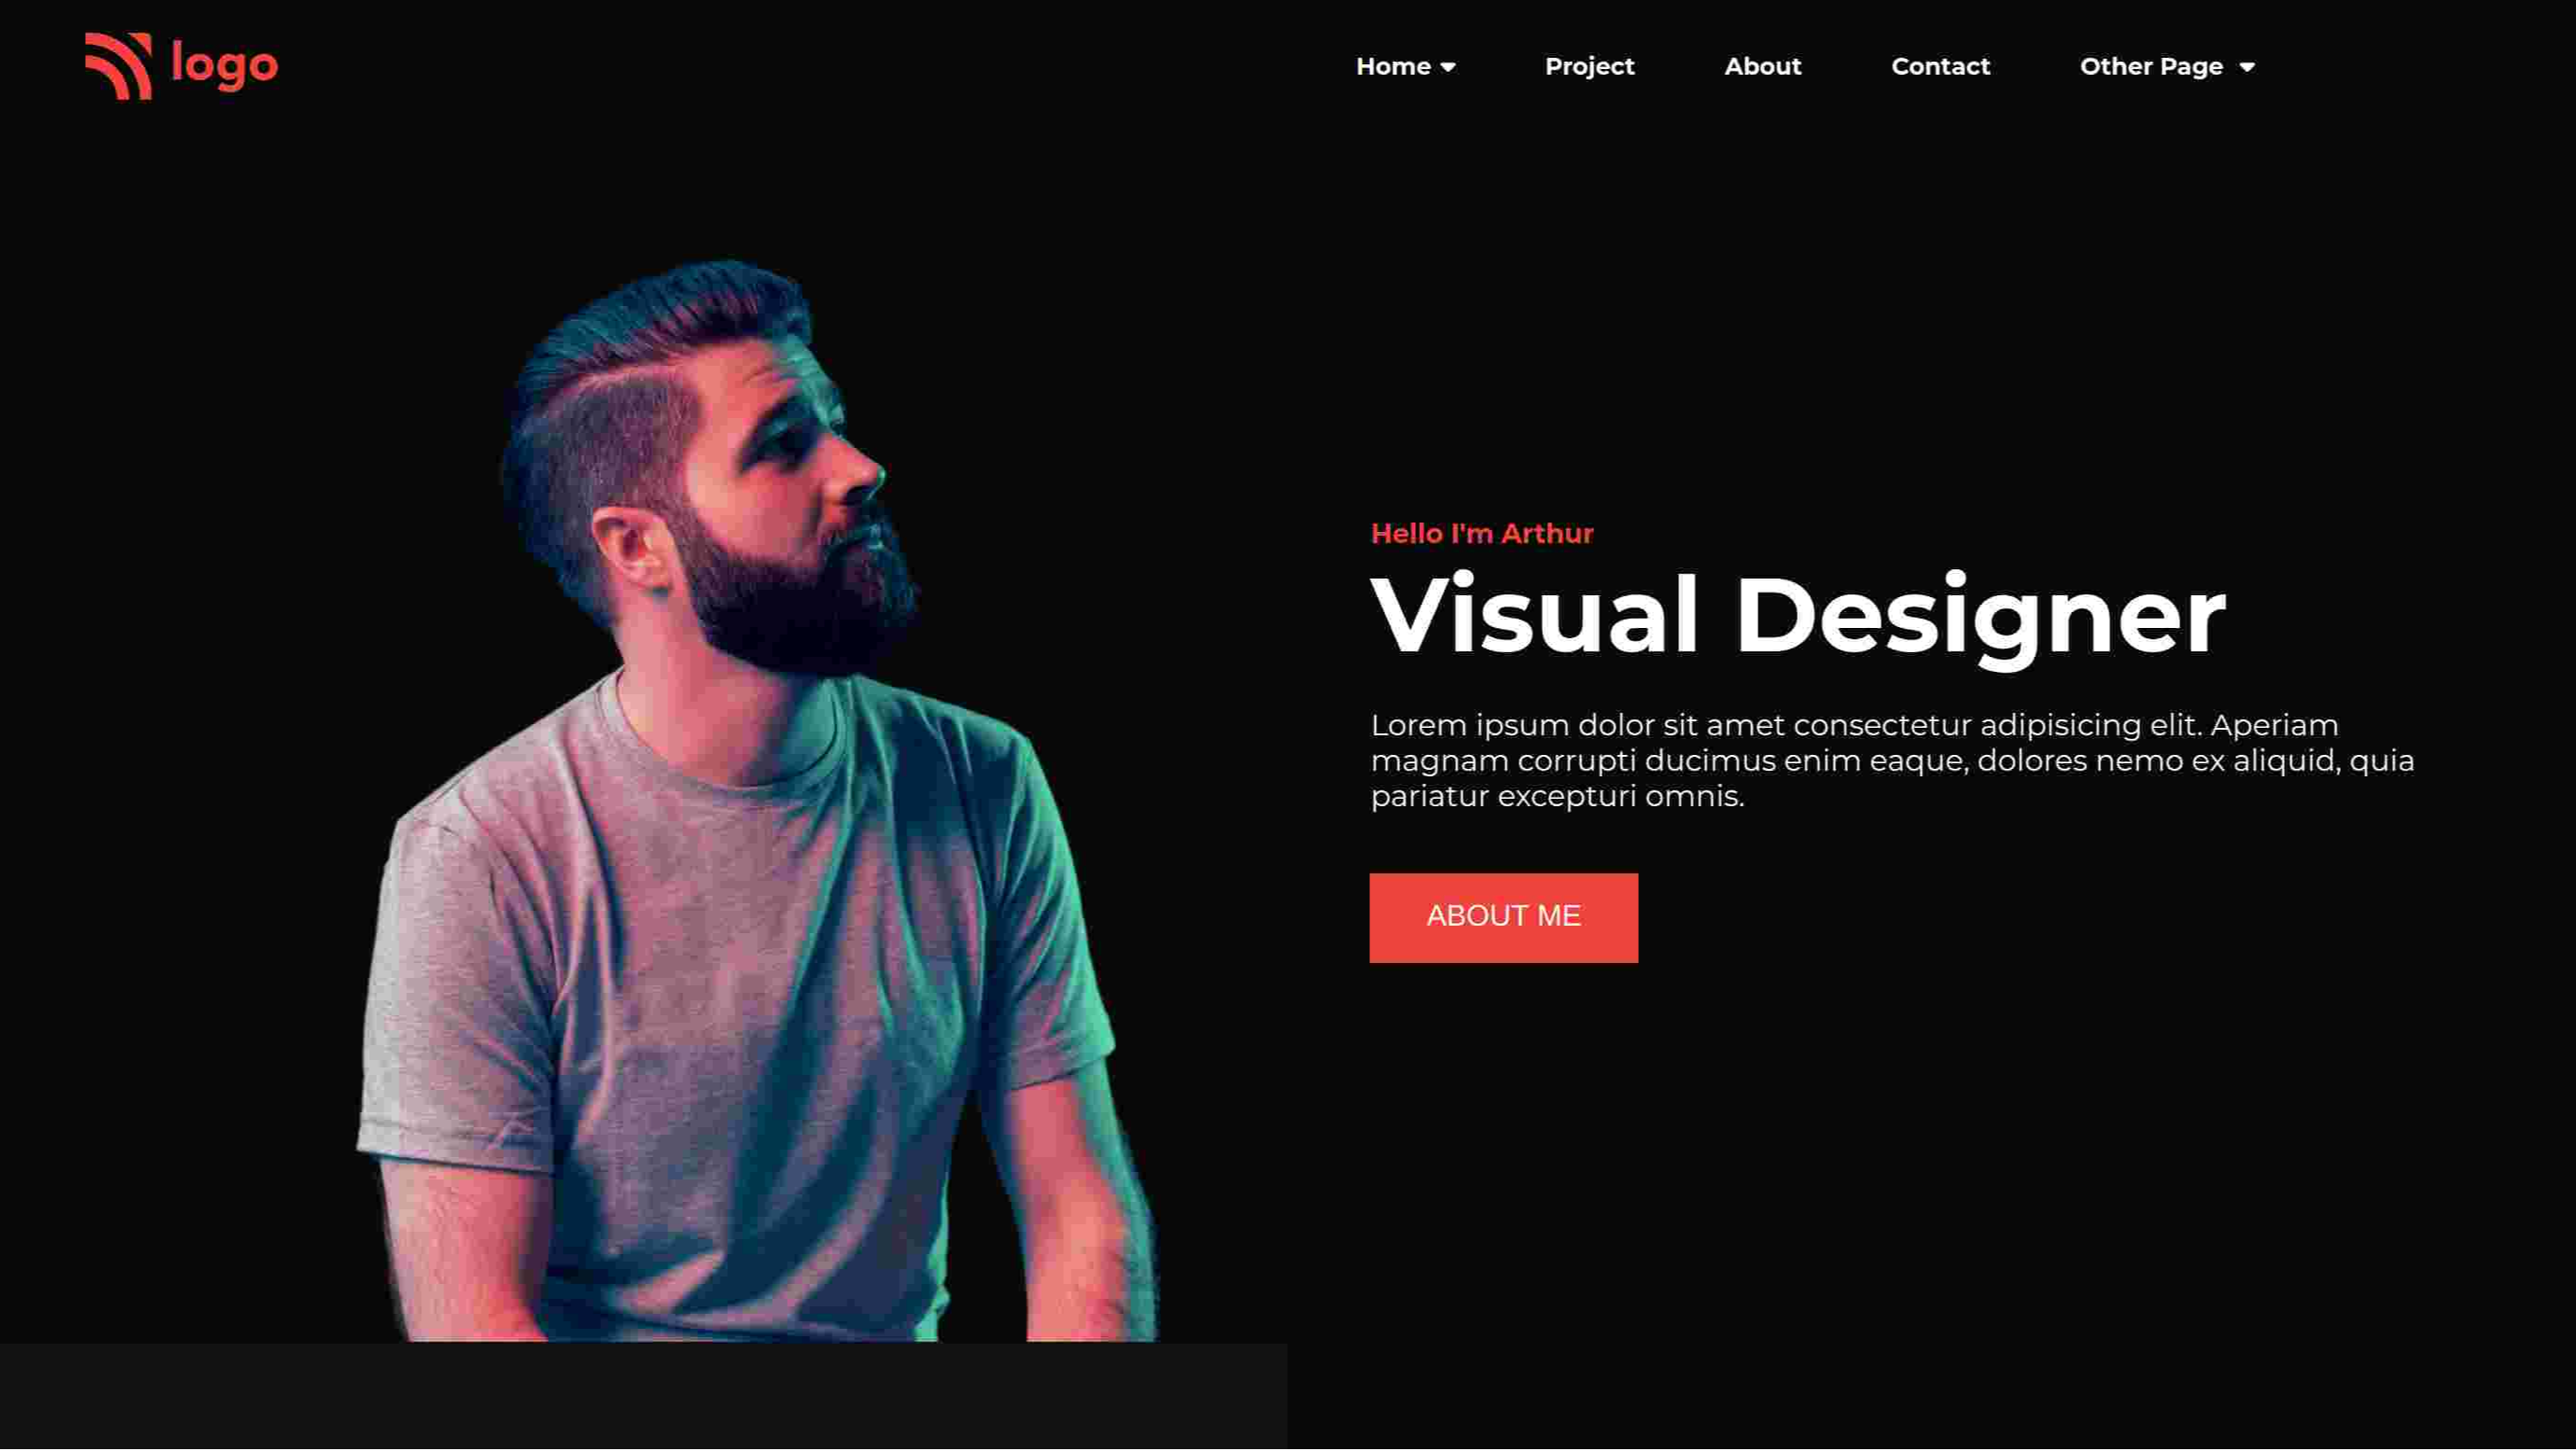 logo
Home
Project
About
Contact
Other Page
Hello I'm Arthur
Visual Designer
Lorem ipsum dolor sit amet consectetur adipisicing elit. Aperiam
magnam corrupti ducimus enim eaque, dolores nemo ex aliquid, quia
pariatur excepturi omnis.
ABOUT ME